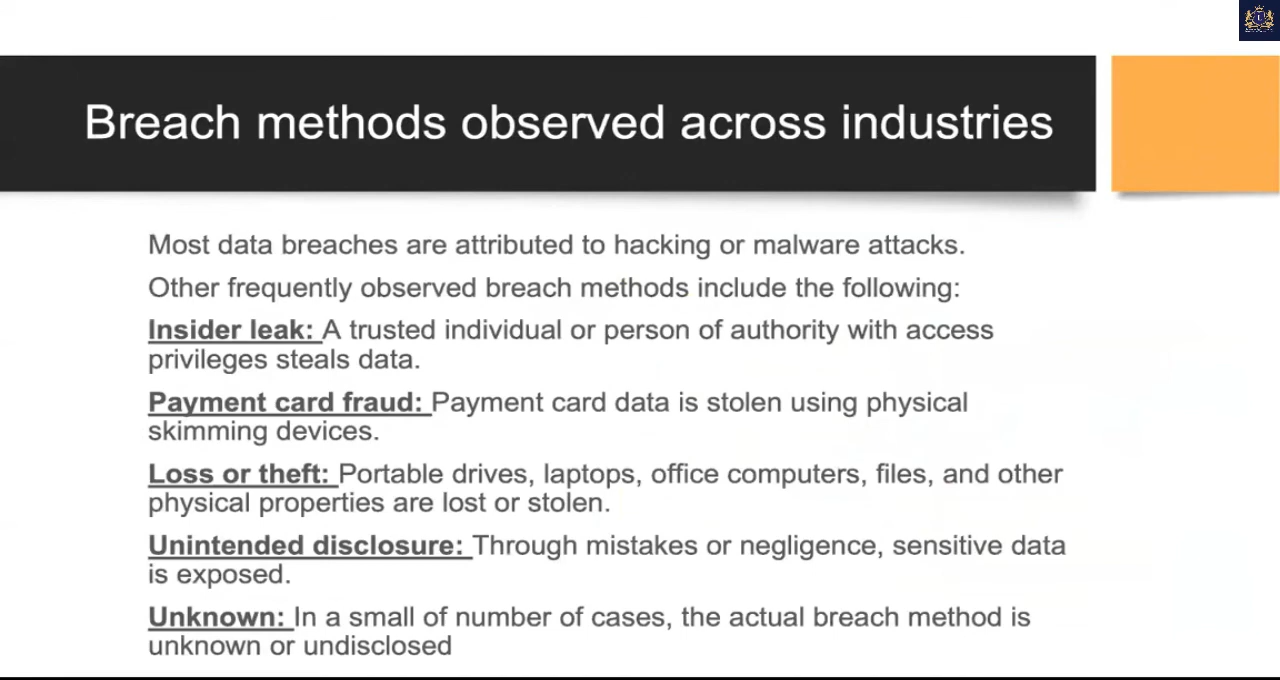 Breach methods observed across industries
Most data breaches are attributed to hacking or malware attacks.
Other frequently observed breach methods include the following:
Insider leak: A trusted individual or person of authority with access
privileges steals data.
Payment card fraud: Payment card data is stolen using physical
skimming devices.
Loss or theft: Portable drives, laptops, office computers, files, and other
physical properties are lost or stolen.
Unintended disclosure: Through mistakes or negligence, sensitive data
is exposed.
Unknown: In a small of number of cases, the actual breach method is
unknown or undisclosed